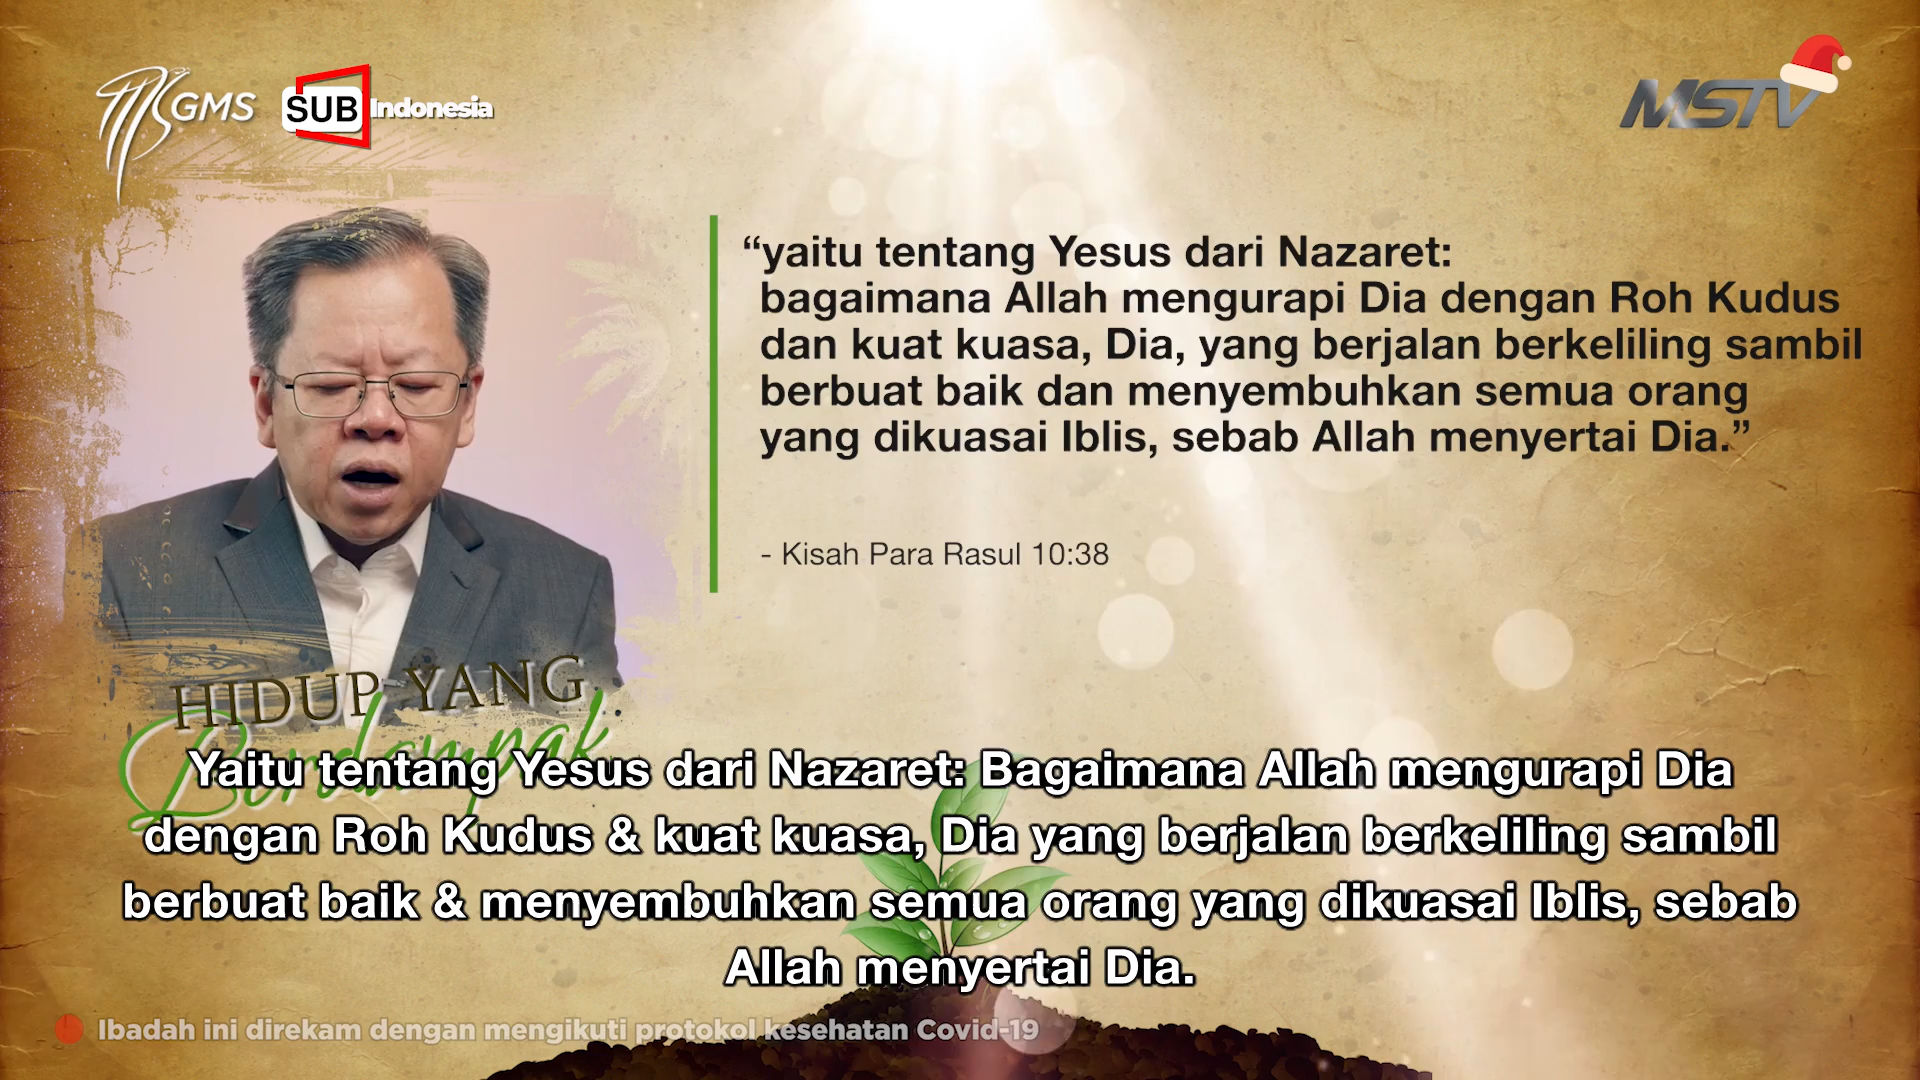 GMS
SUB Indonesia
MSTV
“yaitu tentang Yesus dari Nazaret:
bagaimana Allah mengurapi Dia dengan Roh Kudus
dan kuat kuasa, Dia, yang berjalan berkeliling sambil
berbuat baik dan menyembuhkan semua orang
yang dikuasai Iblis, sebab Allah menyertai Dia.”
- Kisah Para Rasul 10:38
HIDUP YANG
Berdampak
Yaitu tentang Yesus dari Nazaret: Bagaimana Allah mengurapi Dia
dengan Roh Kudus & kuat kuasa, Dia yang berjalan berkeliling sambil
berbuat baik & menyembuhkan semua orang yang dikuasai Iblis, sebab
Allah menyertai Dia.
Ibadah ini direkam dengan mengikuti protokol kesehatan Covid-19